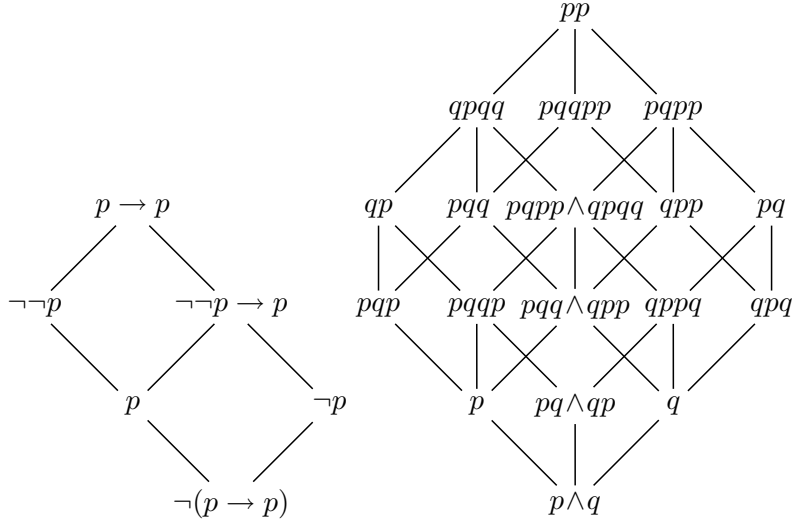 pp
qpqq pqqpp pqpp
p → p qp pqq pqpp∧qpqq qpp pq
¬¬p ¬¬p → p pqp pqqp pqq∧qpp qppq qpq
p ¬p p pq∧qp q
¬(p → p) p∧q